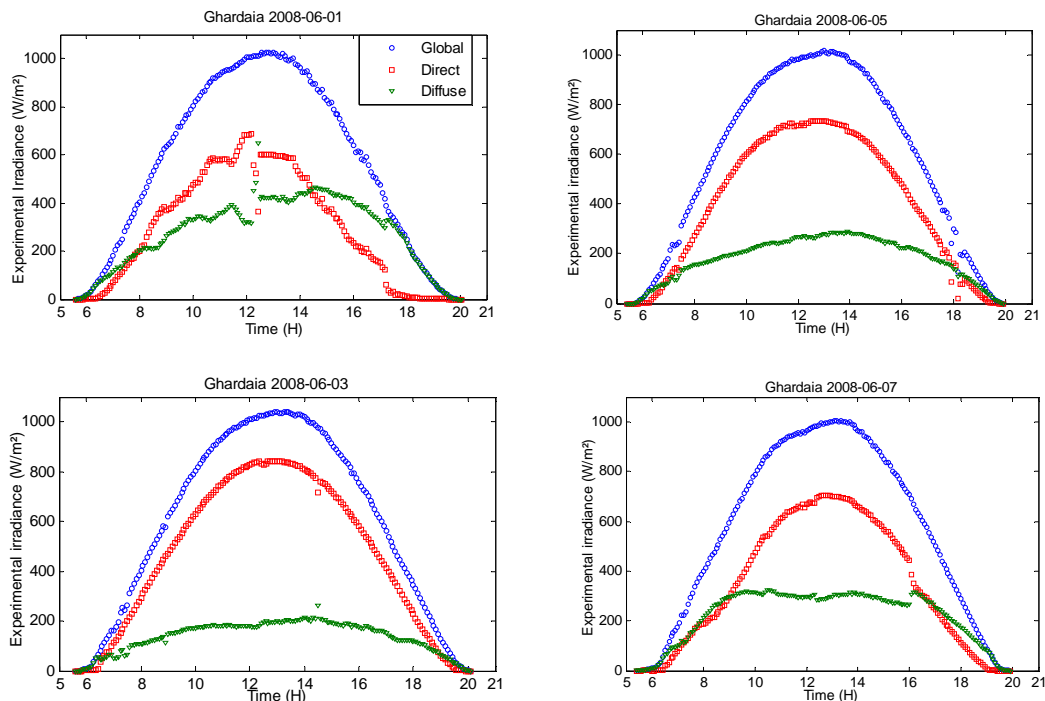 Ghardaia 2008-06-01
Experimental Irradiance (W/m²)
1000
800
600
400
200
0
5 6 8 10 12 14 16 18 20 21
Time (H)
Global
Direct
Diffuse
Ghardaia 2008-06-05
Experimental irradiance (W/m²)
1000
800
600
400
200
0
5 6 8 10 12 14 16 18 20 21
Time (H)
Ghardaia 2008-06-03
Experimental irradiance (W/m²)
1000
800
600
400
200
0
5 6 8 10 12 14 16 18 20 21
Time (H)
Ghardaia 2008-06-07
Experimental irradiance (W/m²)
1000
800
600
400
200
0
5 6 8 10 12 14 16 18 20 21
Time (H)